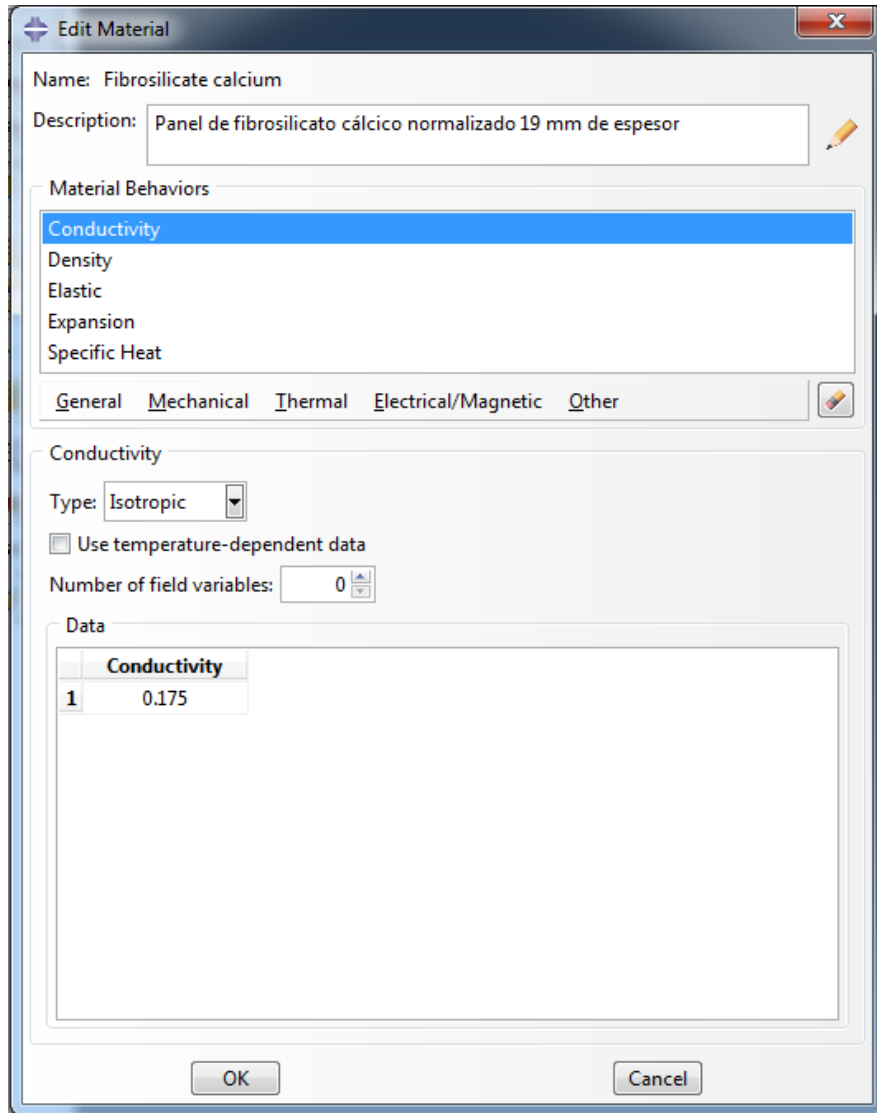 Edit Material
Name: Fibrosilicate calcium
Description: Panel de fibrosilicato cálcico normalizado 19 mm de espesor
Material Behaviors
Conductivity
Density
Elastic
Expansion
Specific Heat
General Mechanical Thermal Electrical/Magnetic Other
Conductivity
Type: Isotropic
Use temperature-dependent data
Number of field variables: 0
Data
Conductivity
1 0.175
OK Cancel